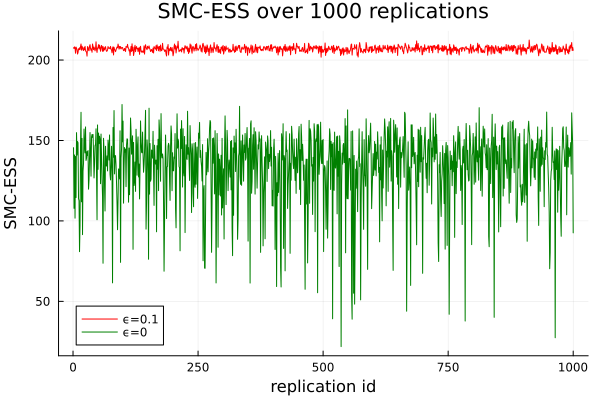 SMC-ESS over 1000 replications
SMC-ESS
200
150
100
50
ϵ=0.1
ϵ=0
0
250
500
750
1000
replication id